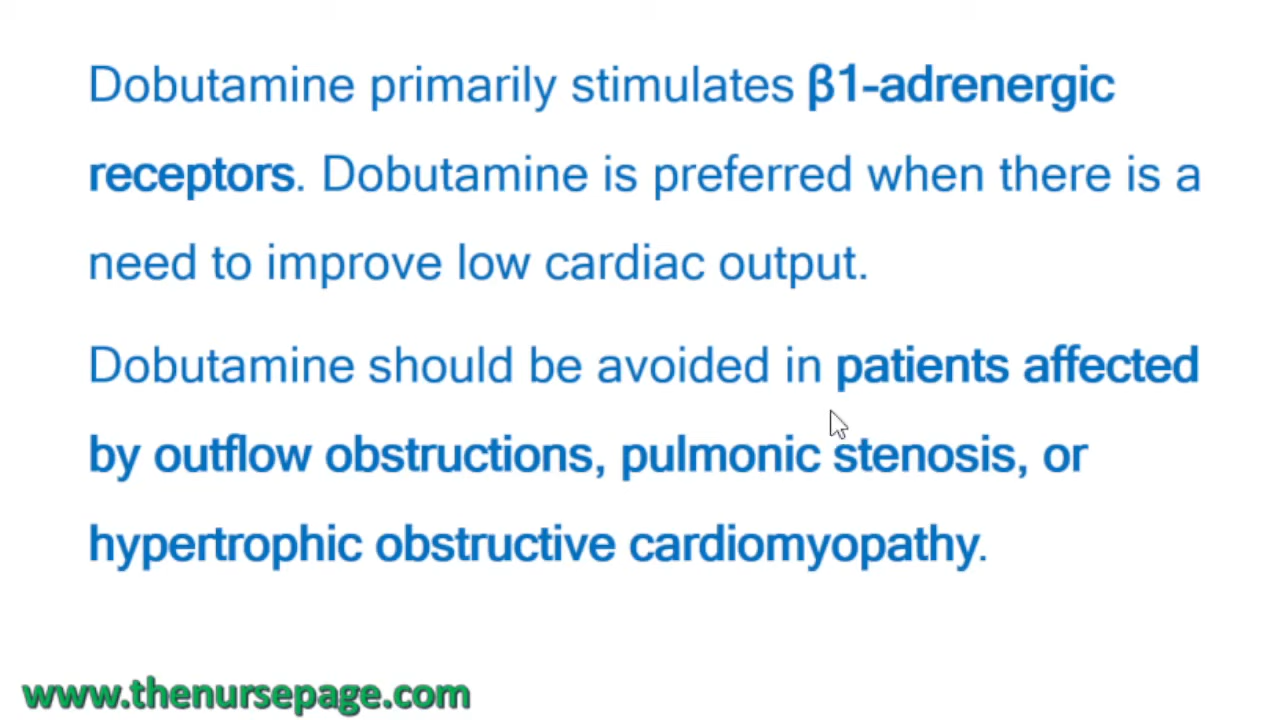 Dobutamine primarily stimulates β1-adrenergic
receptors. Dobutamine is preferred when there is a
need to improve low cardiac output.
Dobutamine should be avoided in patients affected
by outflow obstructions, pulmonic stenosis, or
hypertrophic obstructive cardiomyopathy.
www.thenursepage.com